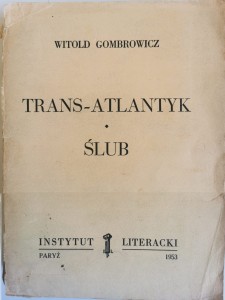 WITOLD GOMBROWICZ
TRANS-ATLANTYK
•
ŚLUB
INSTYTUT LITERACKI
PARYŻ 1953